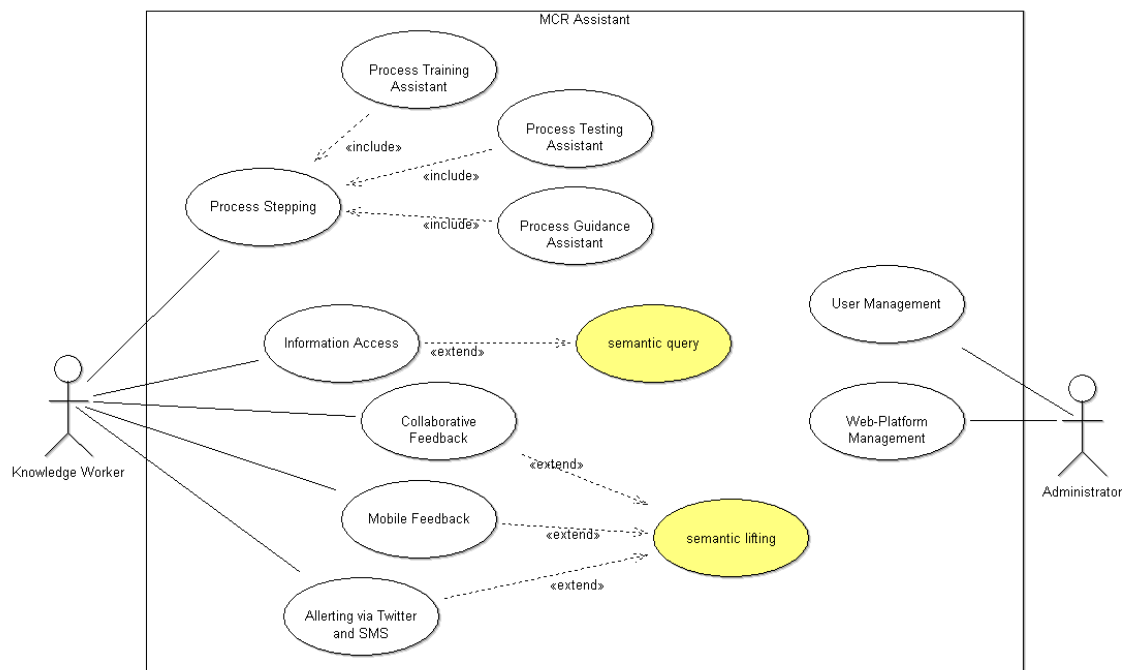 MCR Assistant
Process Training
Assistant
«include»
Process Testing
Assistant
«include»
Process Stepping
«include»
Process Guidance
Assistant
User Management
Information Access
«extend»
semantic query
Collaborative
Feedback
Web-Platform
Management
Knowledge Worker
«extend»
Administrator
Mobile Feedback
«extend»
semantic lifting
«extend»
Allerting via Twitter
and SMS